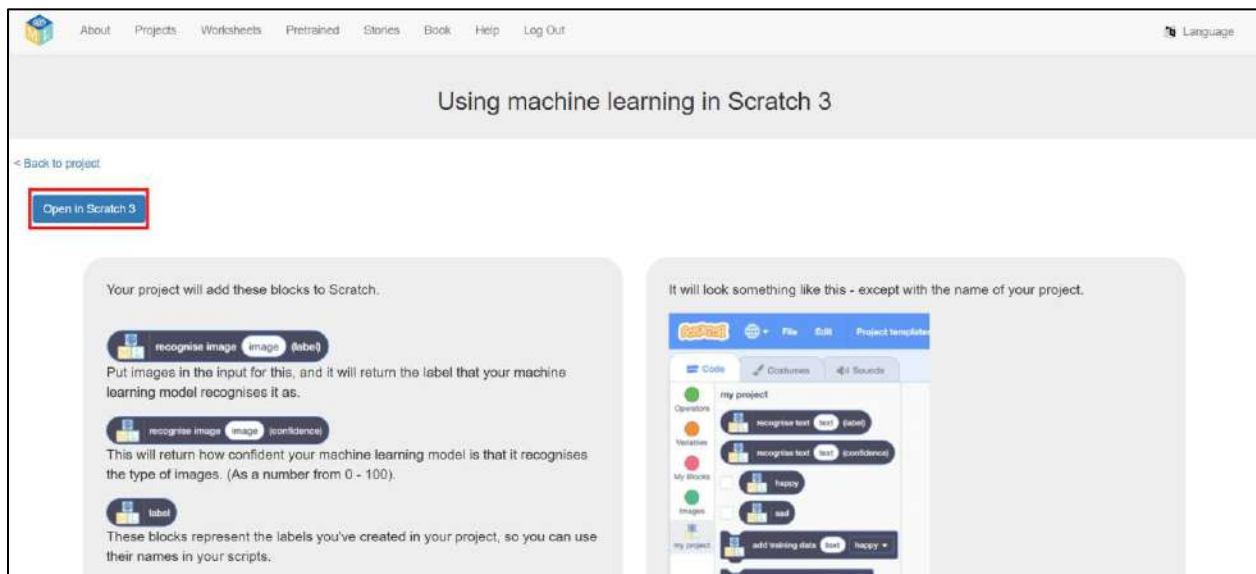 About Projects Worksheets Pretrained Stories Book Help Log Out Language
Using machine learning in Scratch 3
< Back to project
Open in Scratch 3
Your project will add these blocks to Scratch.
recognise image image (label)
Put images in the input for this, and it will return the label that your machine
learning model recognises it as.
recognise image image (confidence)
This will return how confident your machine learning model is that it recognises
the type of images. (As a number from 0 - 100).
label
These blocks represent the labels you've created in your project, so you can use
their names in your scripts.
It will look something like this - except with the name of your project.
SCRATCH File Edit Project templates
Code Costumes Sounds
Operators
Variables
My Blocks
Images
my project
my project
recognise text text (label)
recognise text text (confidence)
happy
sad
add training data text happy